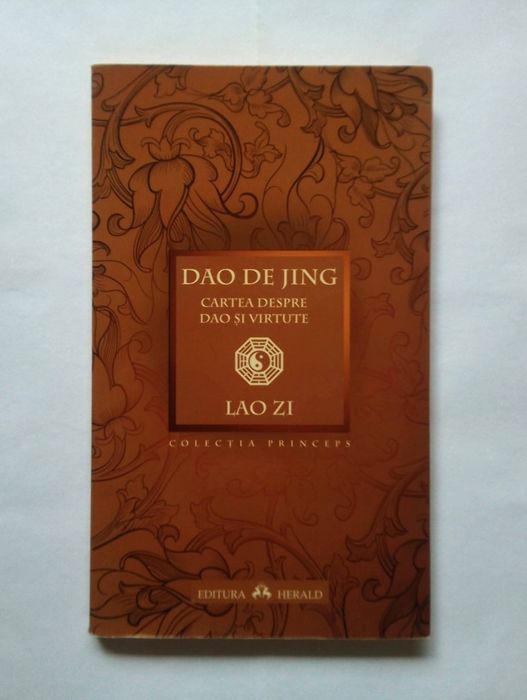 DAO DE JING
CARTEA DESPRE
DAO ȘI VIRTUTE
LAO ZI
COLECȚIA PRINCEPS
EDITURA HERALD